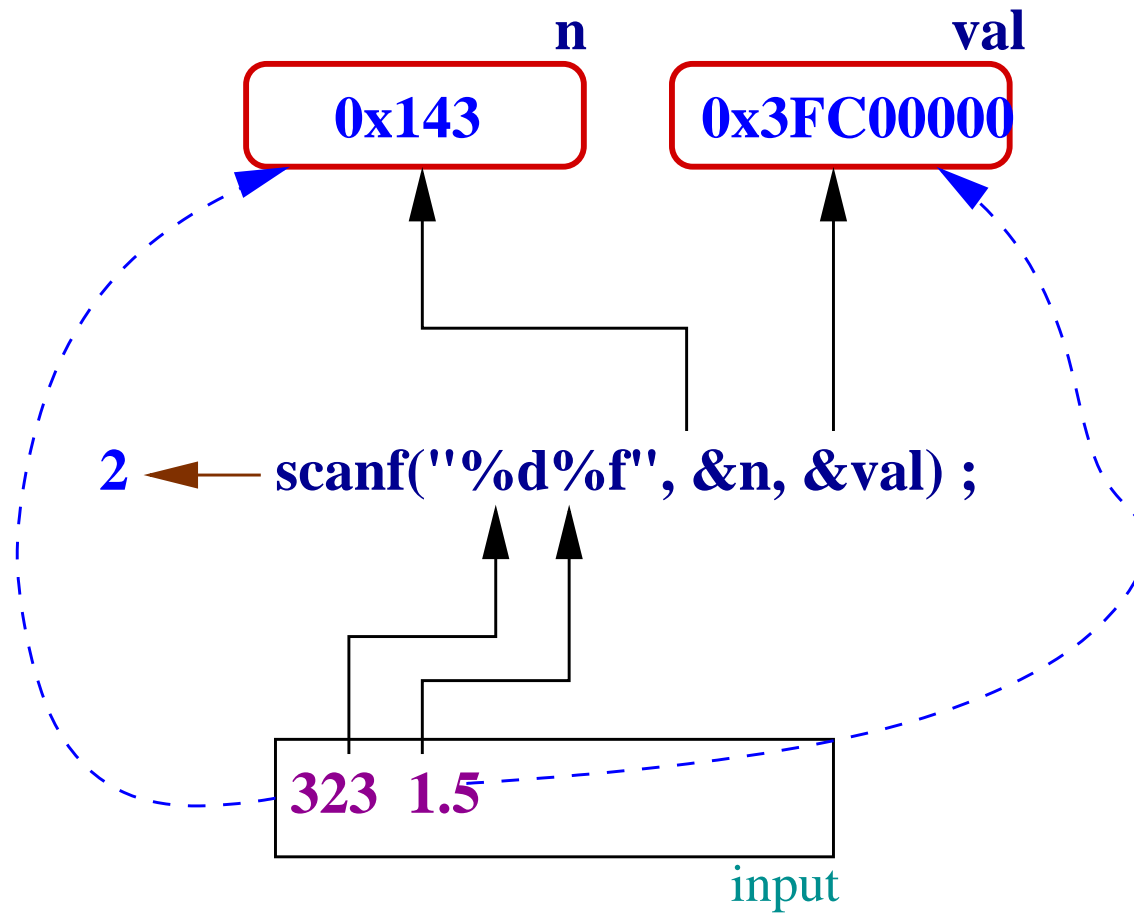 n val
0x143 0x3FC00000
2 scanf("%d%f", &n, &val) ;
323 1.5
input